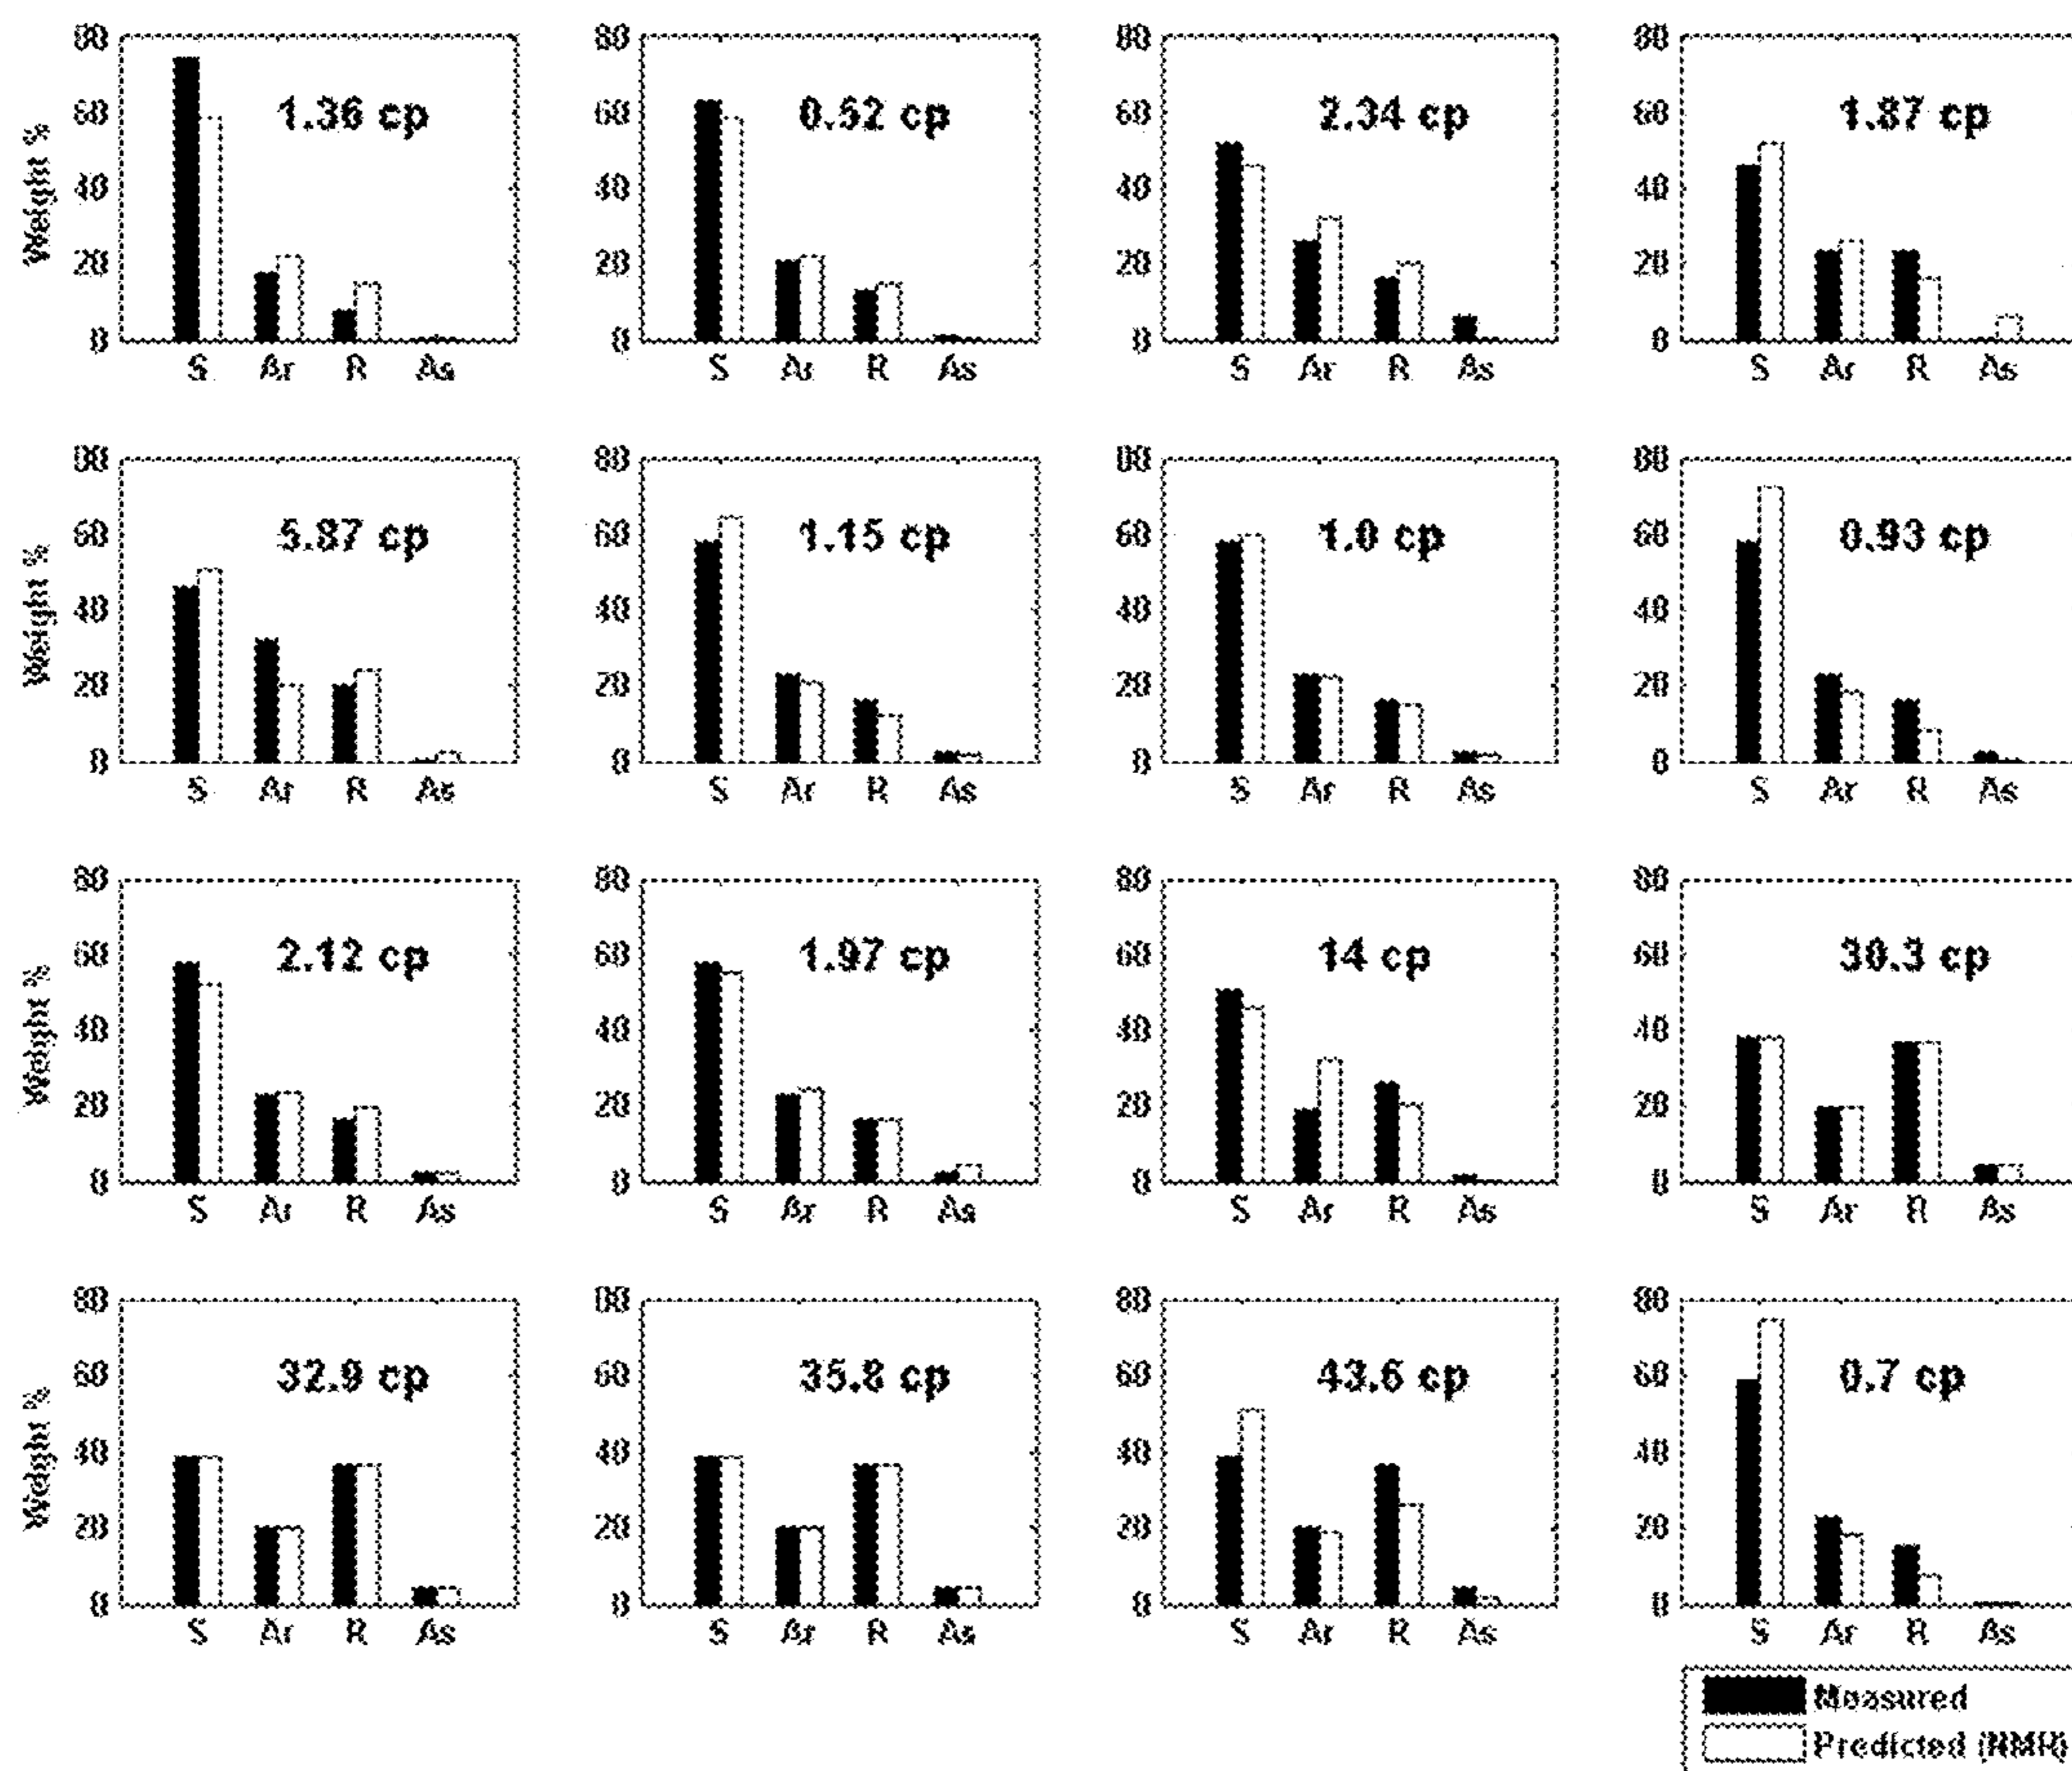 80 80 80 80
1.36 cp 0.52 cp 2.34 cp 1.87 cp
60 60 60 60
Weight %
40 40 40 40
20 20 20 20
0 0 0 0
S Ar R As S Ar R As S Ar R As S Ar R As
80 80 80 80
5.87 cp 1.15 cp 1.0 cp 0.93 cp
60 60 60 60
Weight %
40 40 40 40
20 20 20 20
0 0 0 0
S Ar R As S Ar R As S Ar R As S Ar R As
80 80 80 80
2.12 cp 1.97 cp 14 cp 30.3 cp
60 60 60 60
Weight %
40 40 40 40
20 20 20 20
0 0 0 0
S Ar R As S Ar R As S Ar R As S Ar R As
80 80 80 80
32.9 cp 35.8 cp 43.6 cp 0.7 cp
60 60 60 60
Weight %
40 40 40 40
20 20 20 20
0 0 0 0
S Ar R As S Ar R As S Ar R As S Ar R As
Measured
Predicted (NMR)